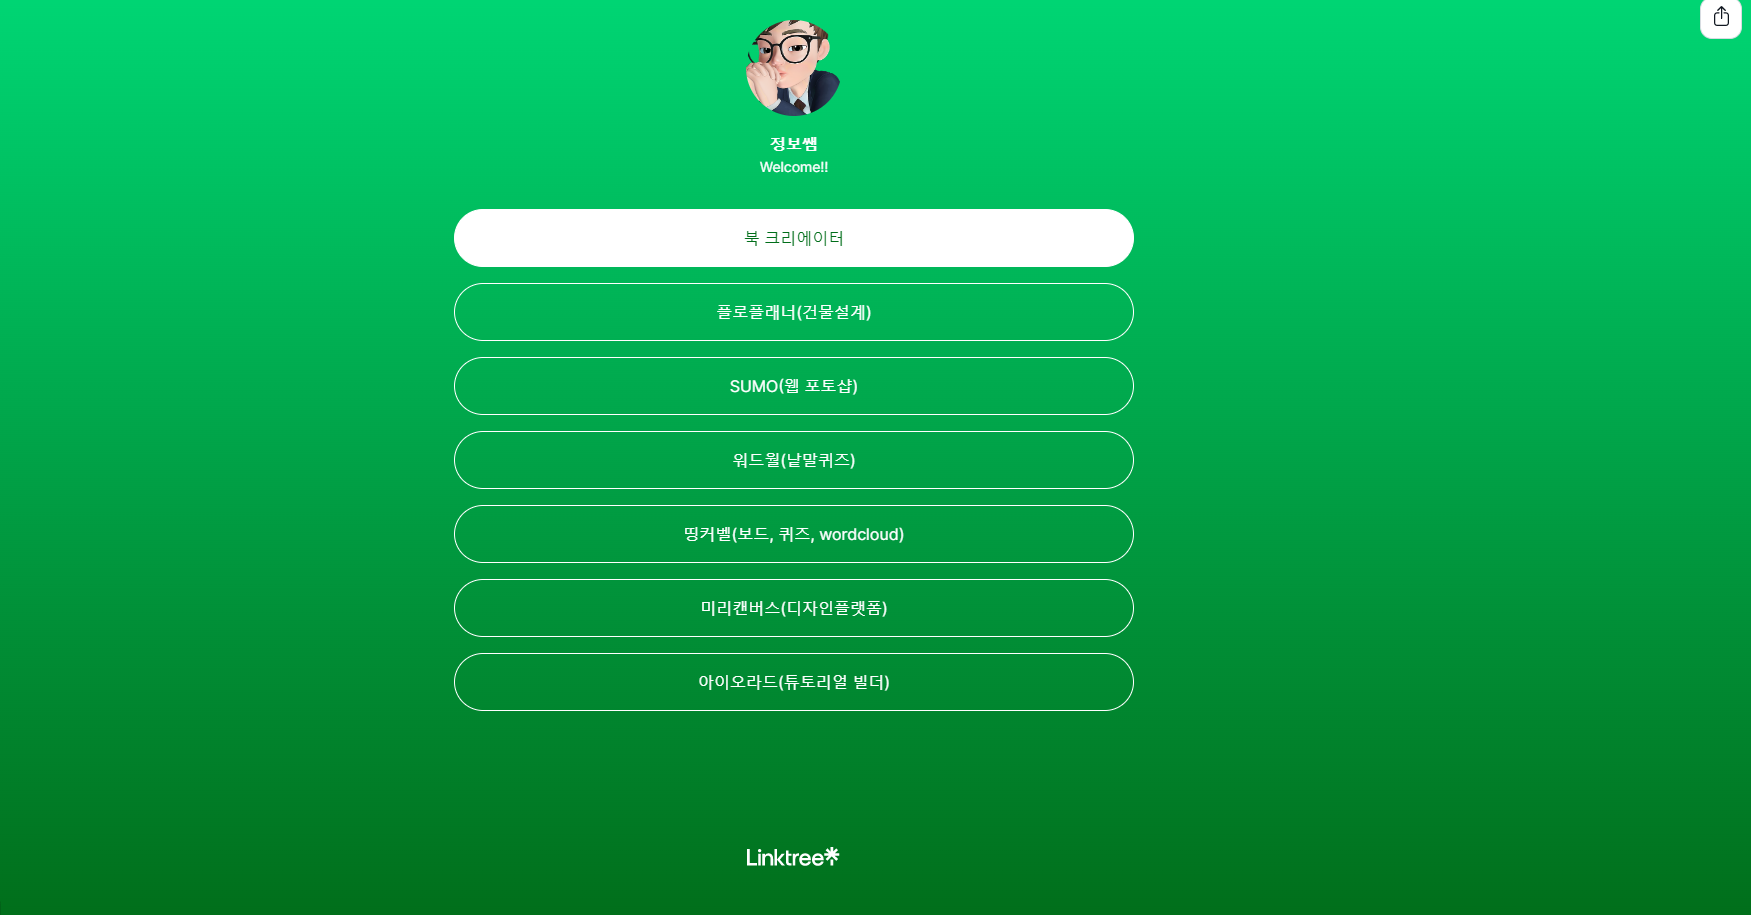 정보쌤
Welcome!!
북 크리에이터
플로플래너(건물설계)
SUMO(웹 포토샵)
워드월(낱말퀴즈)
띵커벨(보드, 퀴즈, wordcloud)
미리캔버스(디자인플랫폼)
아이오라드(튜토리얼 빌더)
Linktree